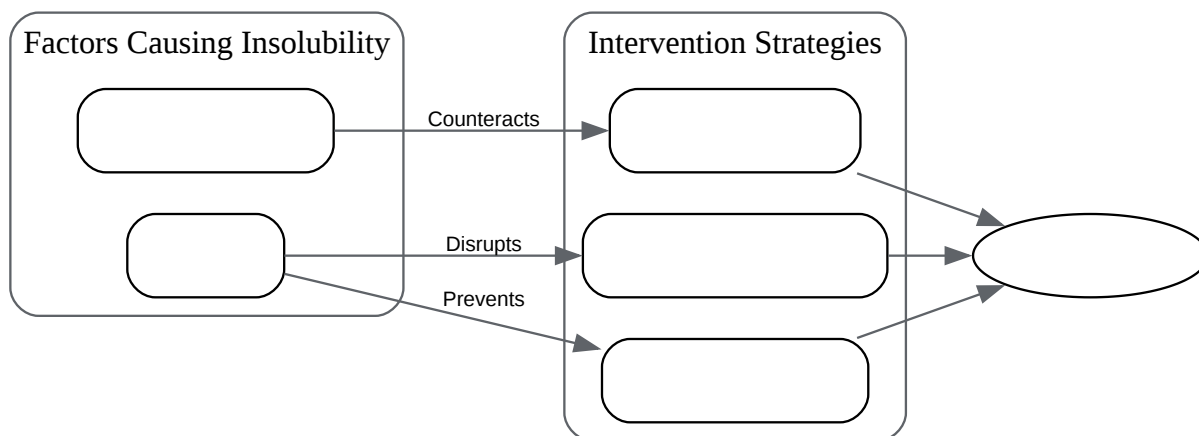 Factors Causing Insolubility
Intervention Strategies
Counteracts
Disrupts
Prevents